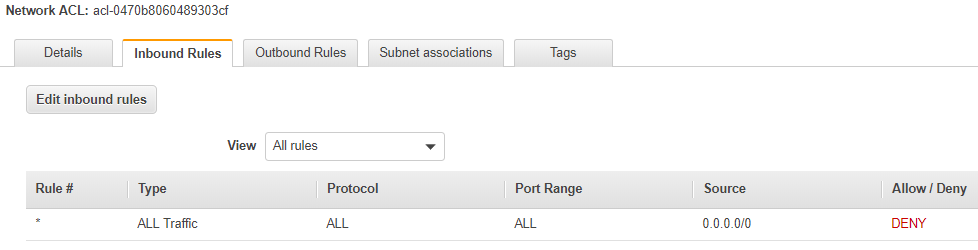 Network ACL: acl-0470b8060489303cf
Details Inbound Rules Outbound Rules Subnet associations Tags
Edit inbound rules
View All rules
Rule # Type Protocol Port Range Source Allow / Deny
* ALL Traffic ALL ALL 0.0.0.0/0 DENY